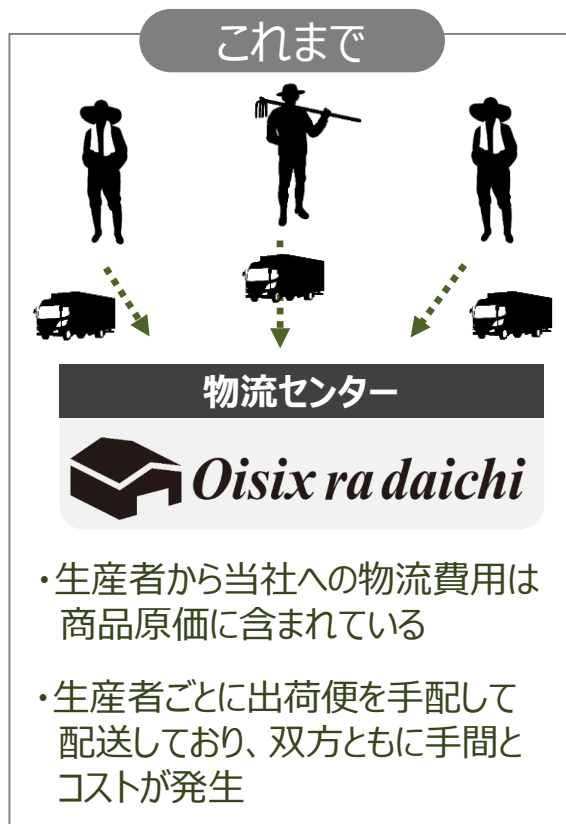 これまで
物流センター
Oisix ra daichi
・生産者から当社への物流費用は
商品原価に含まれている
・生産者ごとに出荷便を手配して
配送しており、双方ともに手間と
コストが発生